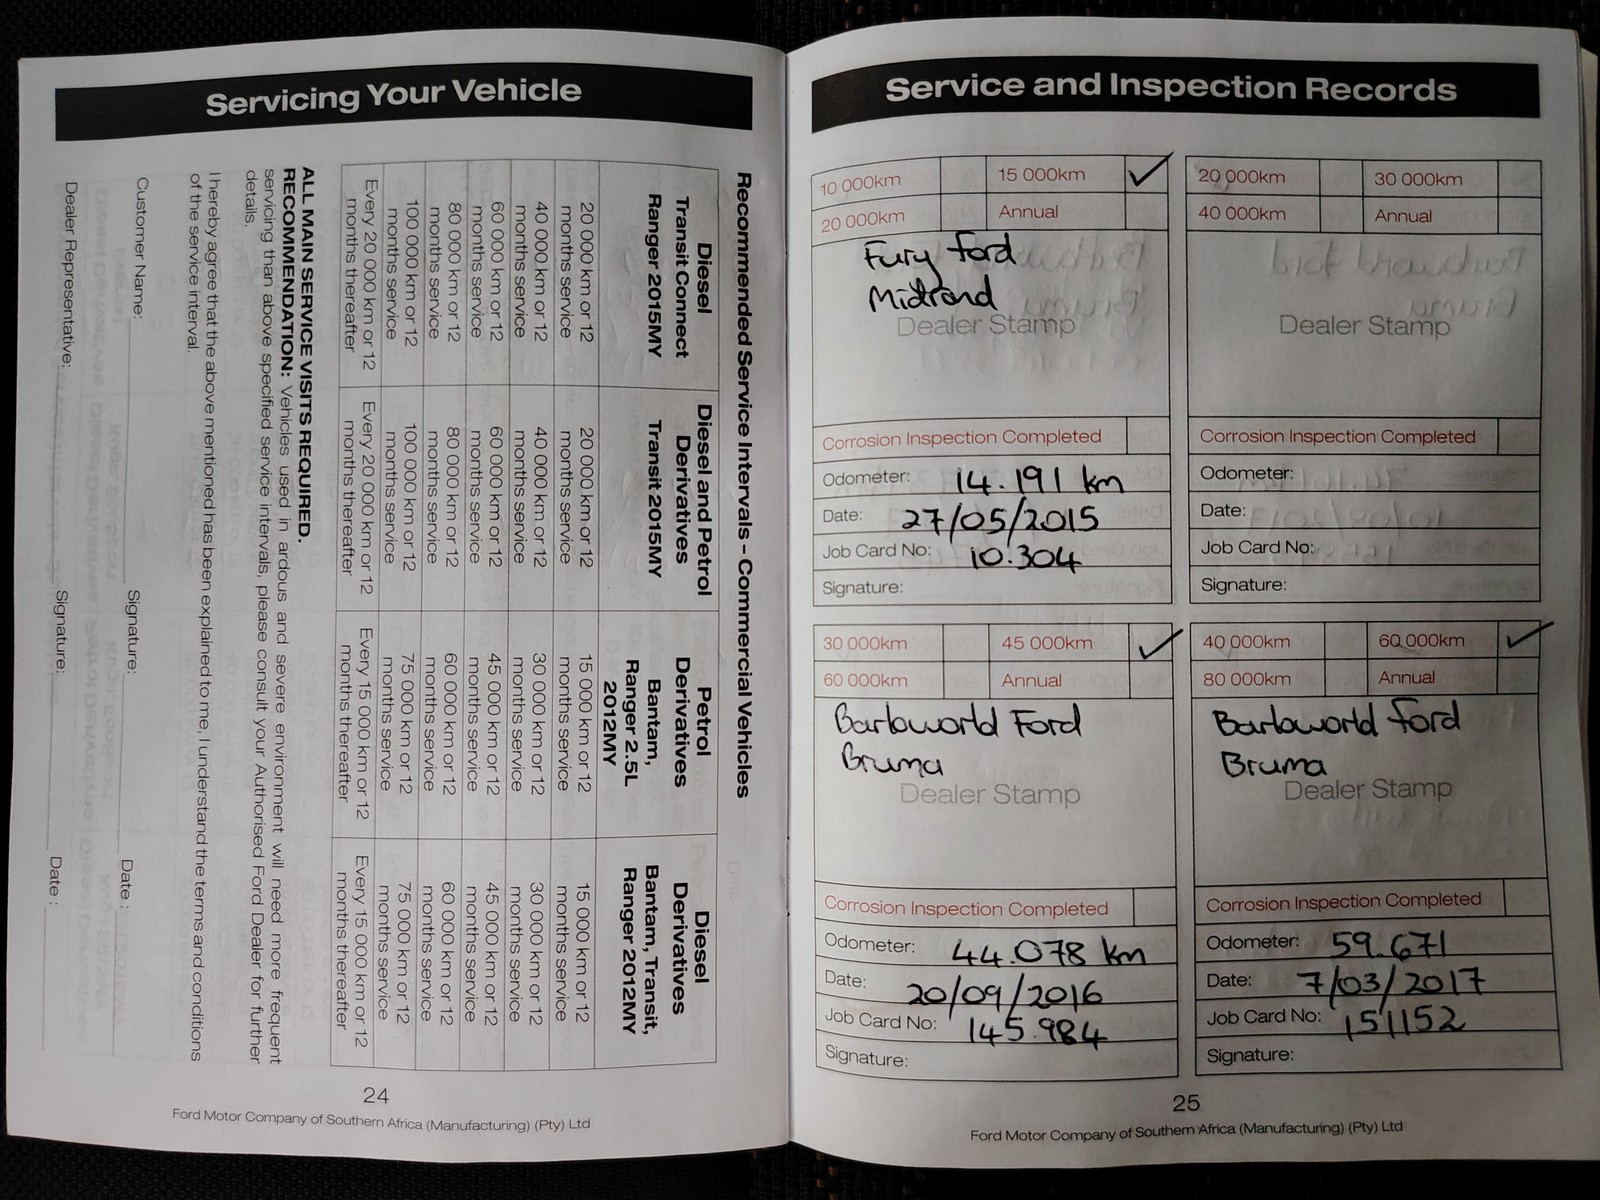 Servicing Your Vehicle
Recommended Service Intervals - Commercial Vehicles
Diesel
Transit Connect
Ranger 2015MY
20 000 km or 12
months service
40 000 km or 12
months service
60 000 km or 12
months service
80 000 km or 12
months service
100 000 km or 12
months service
Every 20 000 km or 12
months thereafter
Diesel and Petrol
Derivatives
Transit 2015MY
20 000 km or 12
months service
40 000 km or 12
months service
60 000 km or 12
months service
80 000 km or 12
months service
100 000 km or 12
months service
Every 20 000 km or 12
months thereafter
Petrol
Derivatives
Bantam,
Ranger 2.5L
2012MY
15 000 km or 12
months service
30 000 km or 12
months service
45 000 km or 12
months service
60 000 km or 12
months service
75 000 km or 12
months service
Every 15 000 km or 12
months thereafter
Diesel
Derivatives
Bantam, Transit,
Ranger 2012MY
15 000 km or 12
months service
30 000 km or 12
months service
45 000 km or 12
months service
60 000 km or 12
months service
75 000 km or 12
months service
Every 15 000 km or 12
months thereafter
ALL MAIN SERVICE VISITS REQUIRED.
RECOMMENDATION: Vehicles used in ardous and severe environment will need more frequent
servicing than above specified service intervals, please consult your Authorised Ford Dealer for further
details.
I hereby agree that the above mentioned has been explained to me, I understand the terms and conditions
of the service interval.
Customer Name: Signature: Date :
Dealer Representative: Signature: Date :
24
Ford Motor Company of Southern Africa (Manufacturing) (Pty) Ltd
Service and Inspection Records
10 000km 15 000km ✓
20 000km Annual
Fury Ford
Midrand
Dealer Stamp
Corrosion Inspection Completed
Odometer: 14.191 km
Date: 27/05/2015
Job Card No: 10.304
Signature:
20 000km 30 000km
40 000km Annual
Dealer Stamp
Corrosion Inspection Completed
Odometer:
Date:
Job Card No:
Signature:
30 000km 45 000km ✓
60 000km Annual
Barloworld Ford
Bruma
Dealer Stamp
Corrosion Inspection Completed
Odometer: 44.078 km
Date: 20/09/2016
Job Card No: 145.984
Signature:
40 000km 60 000km ✓
80 000km Annual
Barloworld Ford
Bruma
Dealer Stamp
Corrosion Inspection Completed
Odometer: 59.671
Date: 7/03/2017
Job Card No: 151152
Signature:
25
Ford Motor Company of Southern Africa (Manufacturing) (Pty) Ltd